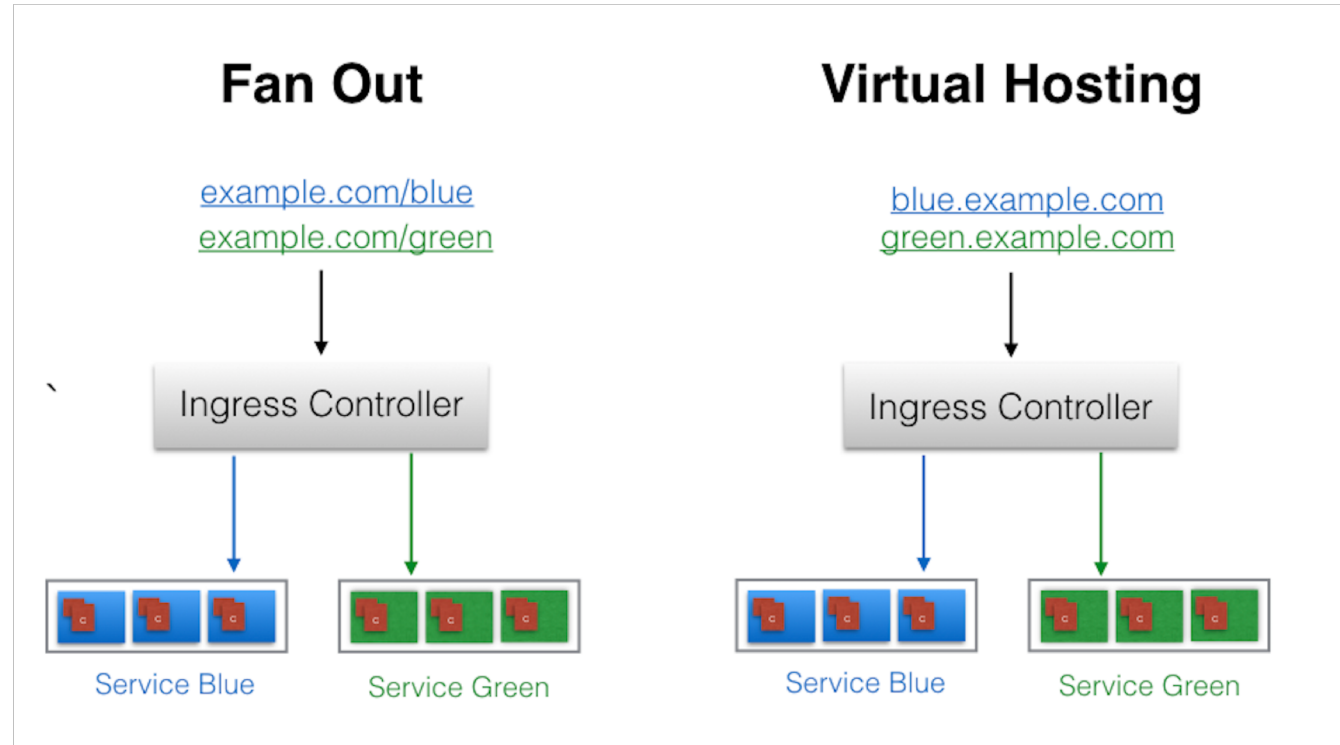 Fan Out
example.com/blue
example.com/green
`
Ingress Controller
C C C
C C C
Service Blue
Service Green
Virtual Hosting
blue.example.com
green.example.com
Ingress Controller
C C C
C C C
Service Blue
Service Green